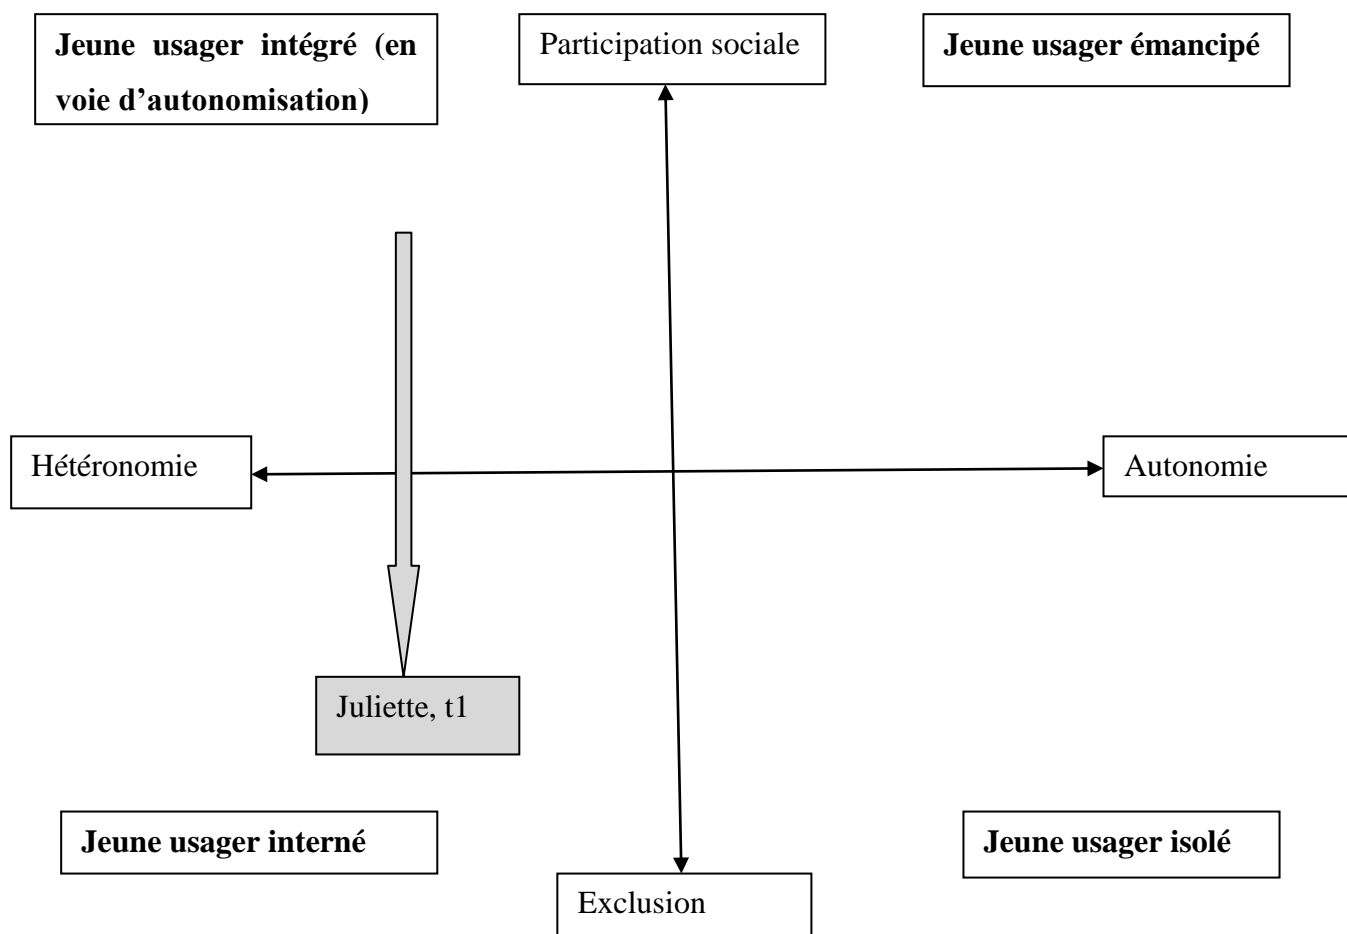 Jeune usager intégré (en
voie d’autonomisation)
Participation sociale
Jeune usager émancipé
Hétéronomie
Autonomie
Juliette, t1
Jeune usager interné
Jeune usager isolé
Exclusion